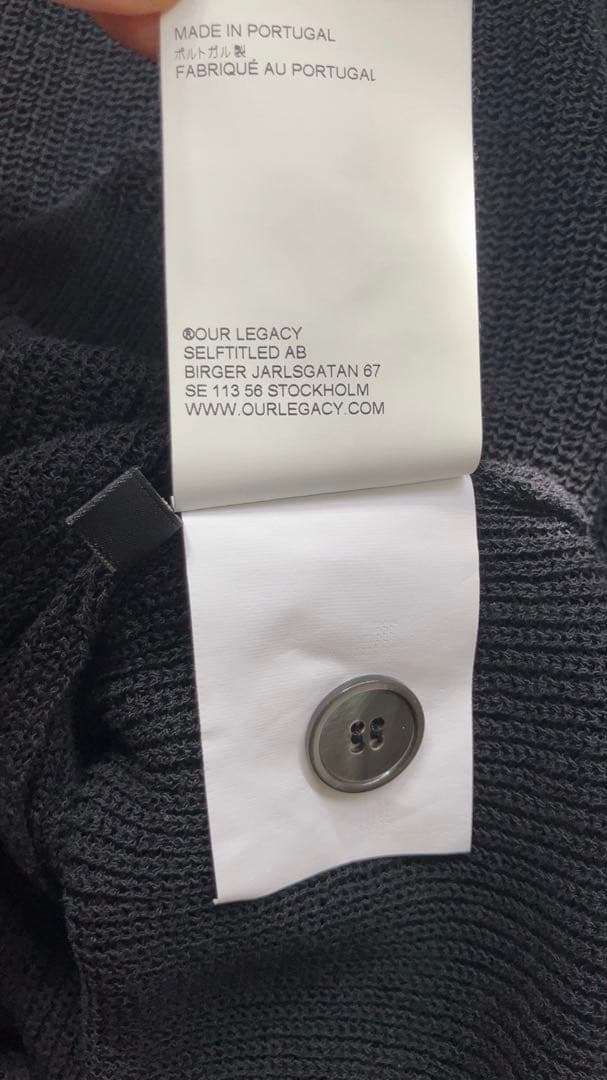 MADE IN PORTUGAL
ポルトガル製
FABRIQUÉ AU PORTUGAL
®OUR LEGACY
SELFTITLED AB
BIRGER JARLSGATAN 67
SE 113 56 STOCKHOLM
WWW.OURLEGACY.COM